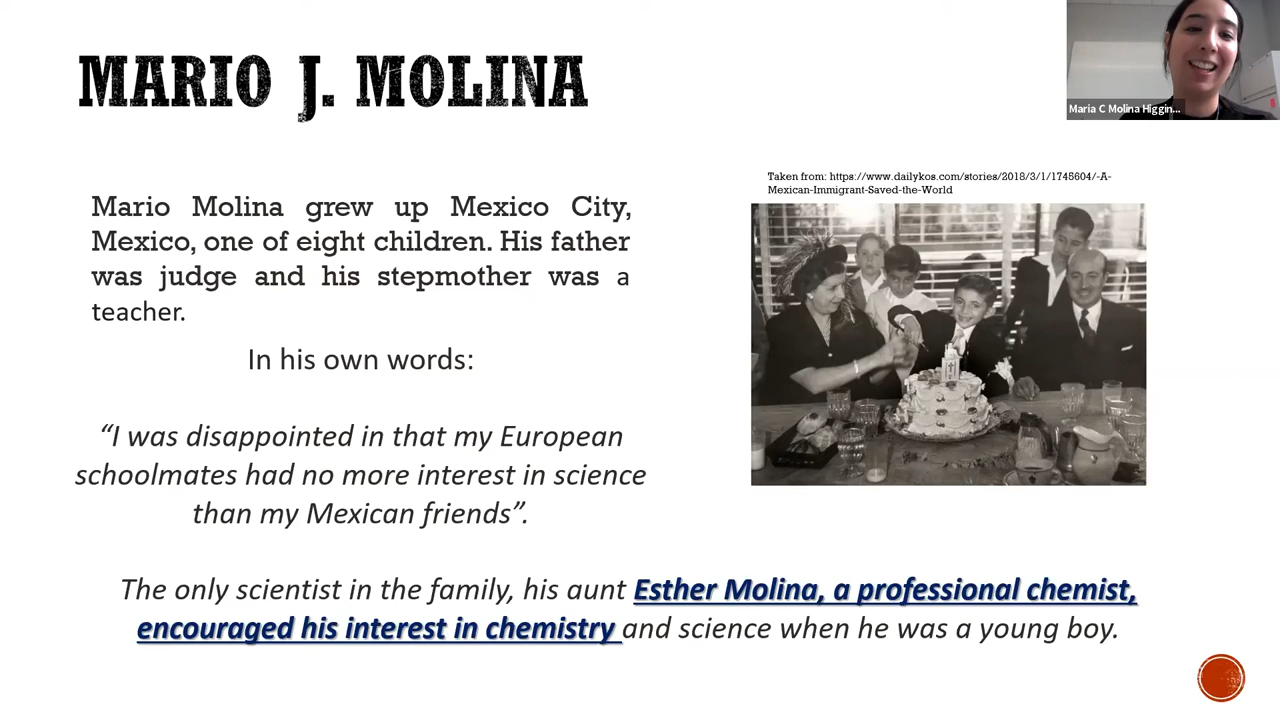 MARIO J. MOLINA
Maria C Molina Higgin...
Taken from: https://www.dailykos.com/stories/2018/3/1/1745604/-A-
Mexican-Immigrant-Saved-the-World
Mario Molina grew up Mexico City,
Mexico, one of eight children. His father
was judge and his stepmother was a
teacher.
In his own words:
“I was disappointed in that my European
schoolmates had no more interest in science
than my Mexican friends”.
The only scientist in the family, his aunt Esther Molina, a professional chemist,
encouraged his interest in chemistry and science when he was a young boy.